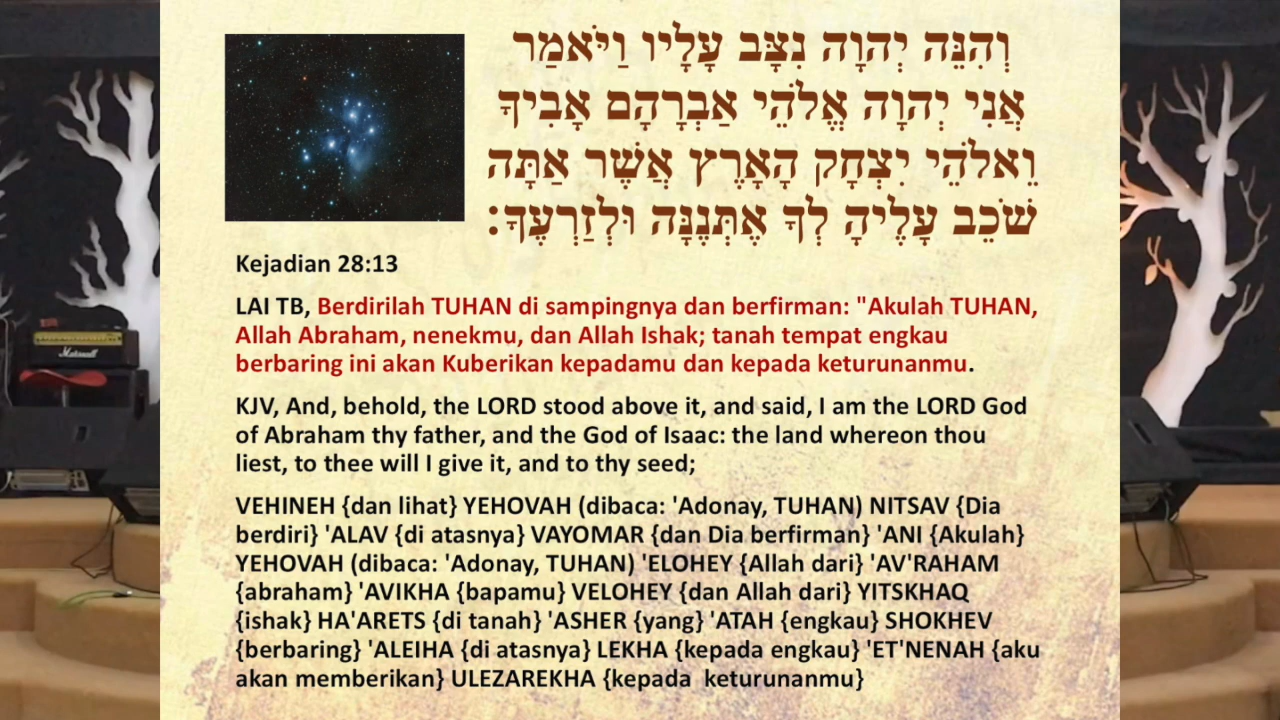 וְהִנֵּה יְהוָה נִצָּב עָלָיו וַיֹּאמַר
אֲנִי יְהוָה אֱלֹהֵי אַבְרָהָם אָבִיךָ
וֵאלֹהֵי יִצְחָק הָאָרֶץ אֲשֶׁר אַתָּה
שֹׁכֵב עָלֶיהָ לְךָ אֶתְּנֶנָּה וּלְזַרְעֶךָ׃
Kejadian 28:13
LAI TB, Berdirilah TUHAN di sampingnya dan berfirman: "Akulah TUHAN,
Allah Abraham, nenekmu, dan Allah Ishak; tanah tempat engkau
berbaring ini akan Kuberikan kepadamu dan kepada keturunanmu.
KJV, And, behold, the LORD stood above it, and said, I am the LORD God
of Abraham thy father, and the God of Isaac: the land whereon thou
liest, to thee will I give it, and to thy seed;
VEHINEH {dan lihat} YEHOVAH (dibaca: 'Adonay, TUHAN) NITSAV {Dia
berdiri} 'ALAV {di atasnya} VAYOMAR {dan Dia berfirman} 'ANI {Akulah}
YEHOVAH (dibaca: 'Adonay, TUHAN) 'ELOHEY {Allah dari} 'AV'RAHAM
{abraham} 'AVIKHA {bapamu} VELOHEY {dan Allah dari} YITSKHAQ
{ishak} HA'ARETS {di tanah} 'ASHER {yang} 'ATAH {engkau} SHOKHEV
{berbaring} 'ALEIHA {di atasnya} LEKHA {kepada engkau} 'ET'NENAH {aku
akan memberikan} ULEZAREKHA {kepada keturunanmu}
Marshall